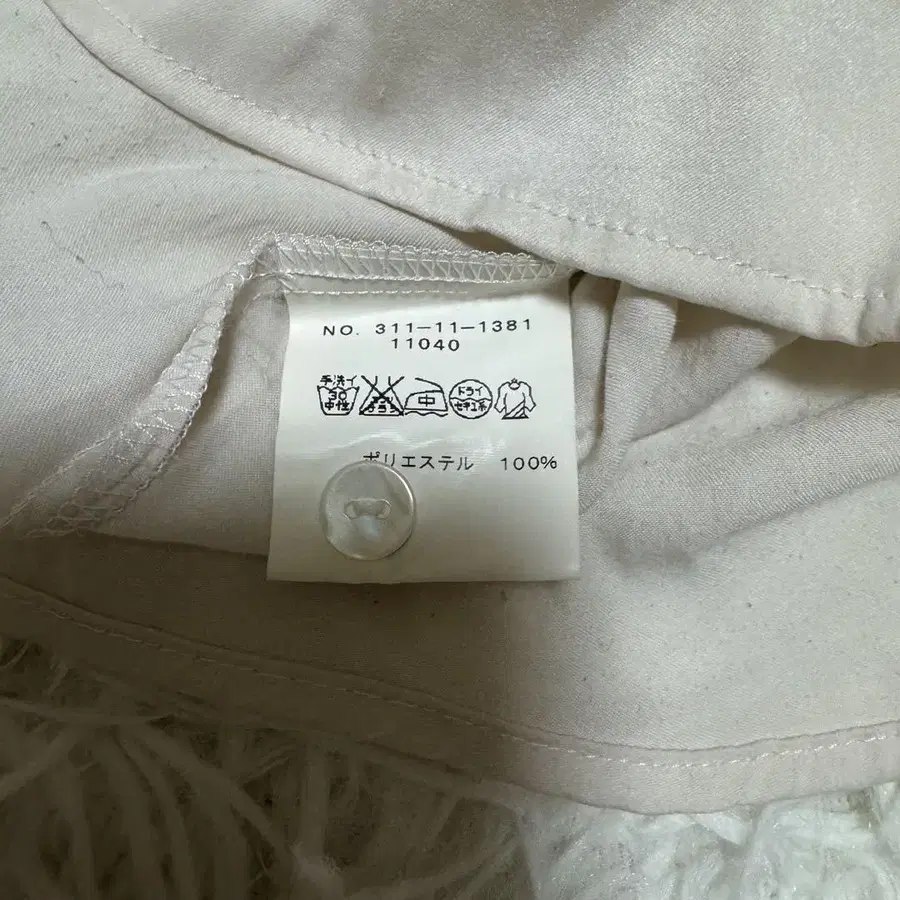 NO. 311-11-1381
11040
手洗イ
30
中性
中
ドライ
セキユ系
ポリエステル 100%